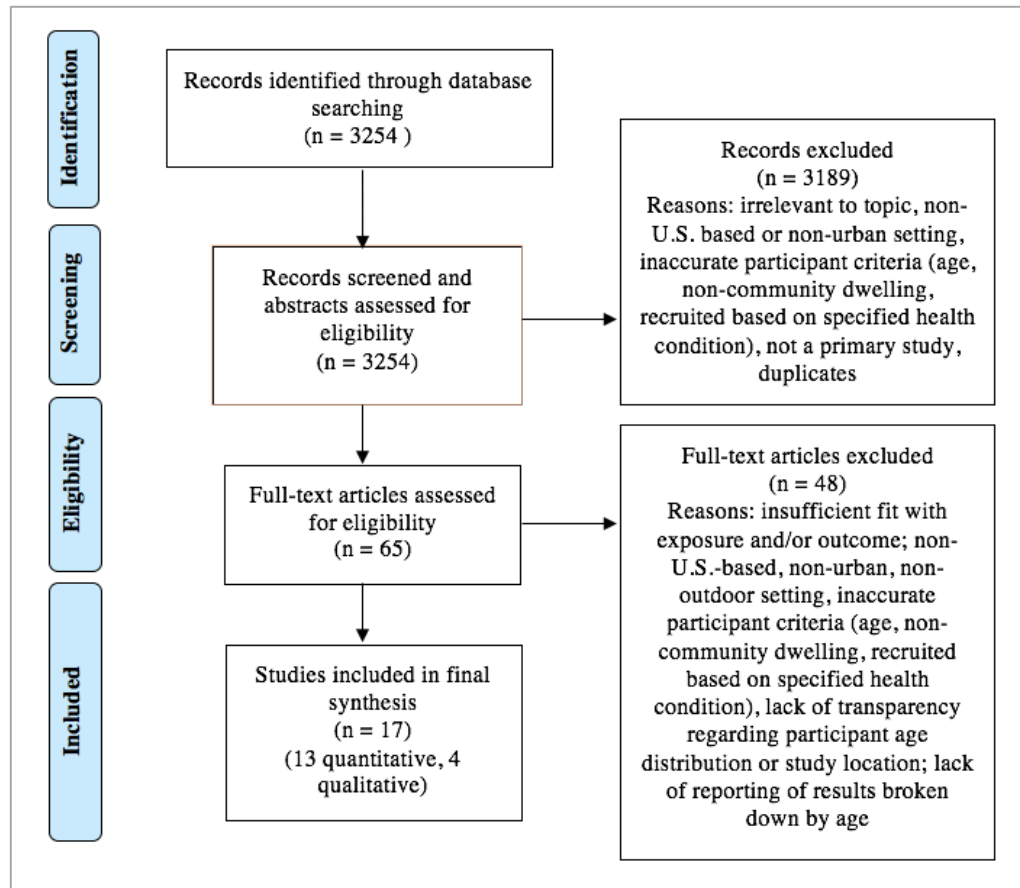 Identification
Records identified through database
searching
(n = 3254 )
Records excluded
(n = 3189)
Reasons: irrelevant to topic, non-
U.S. based or non-urban setting,
inaccurate participant criteria (age,
non-community dwelling,
recruited based on specified health
condition), not a primary study,
duplicates
Screening
Records screened and
abstracts assessed for
eligibility
(n = 3254)
Eligibility
Full-text articles assessed
for eligibility
(n = 65)
Full-text articles excluded
(n = 48)
Reasons: insufficient fit with
exposure and/or outcome; non-
U.S.-based, non-urban, non-
outdoor setting, inaccurate
participant criteria (age, non-
community dwelling, recruited
based on specified health
condition), lack of transparency
regarding participant age
distribution or study location; lack
of reporting of results broken
down by age
Included
Studies included in final
synthesis
(n = 17)
(13 quantitative, 4
qualitative)